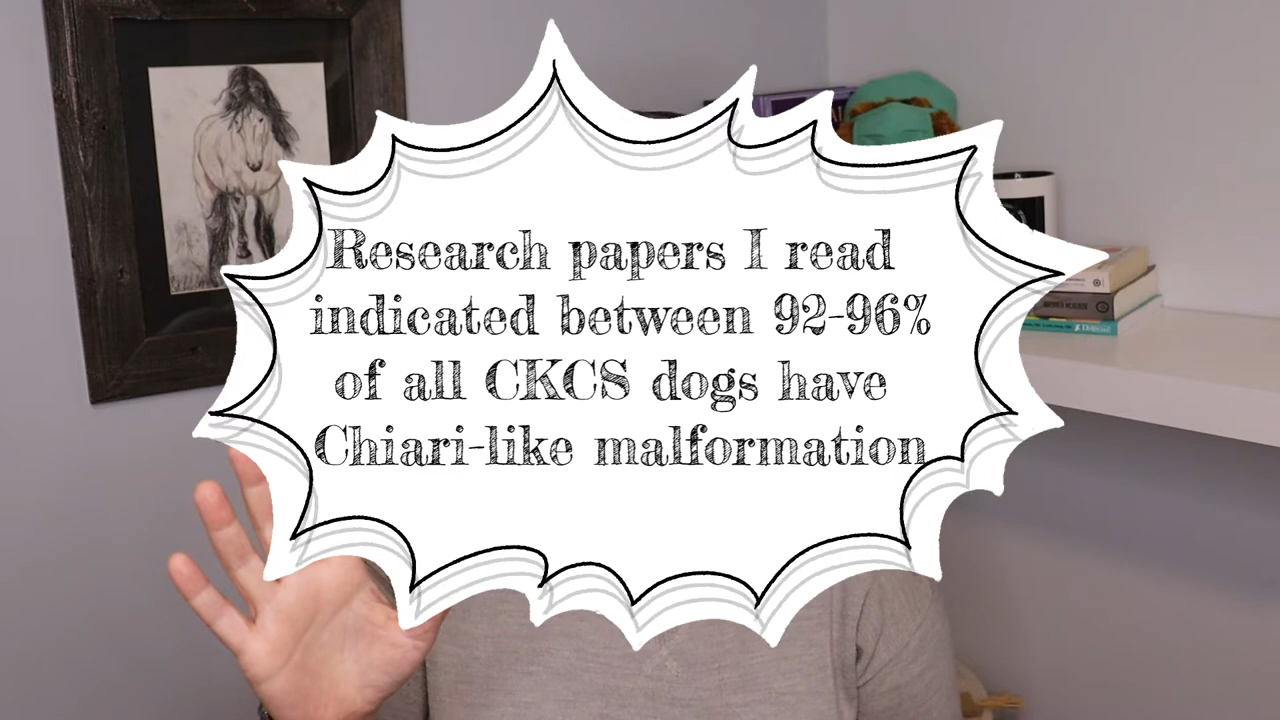 Research papers I read
indicated between 92-96%
of all CKCS dogs have
Chiari-like malformation